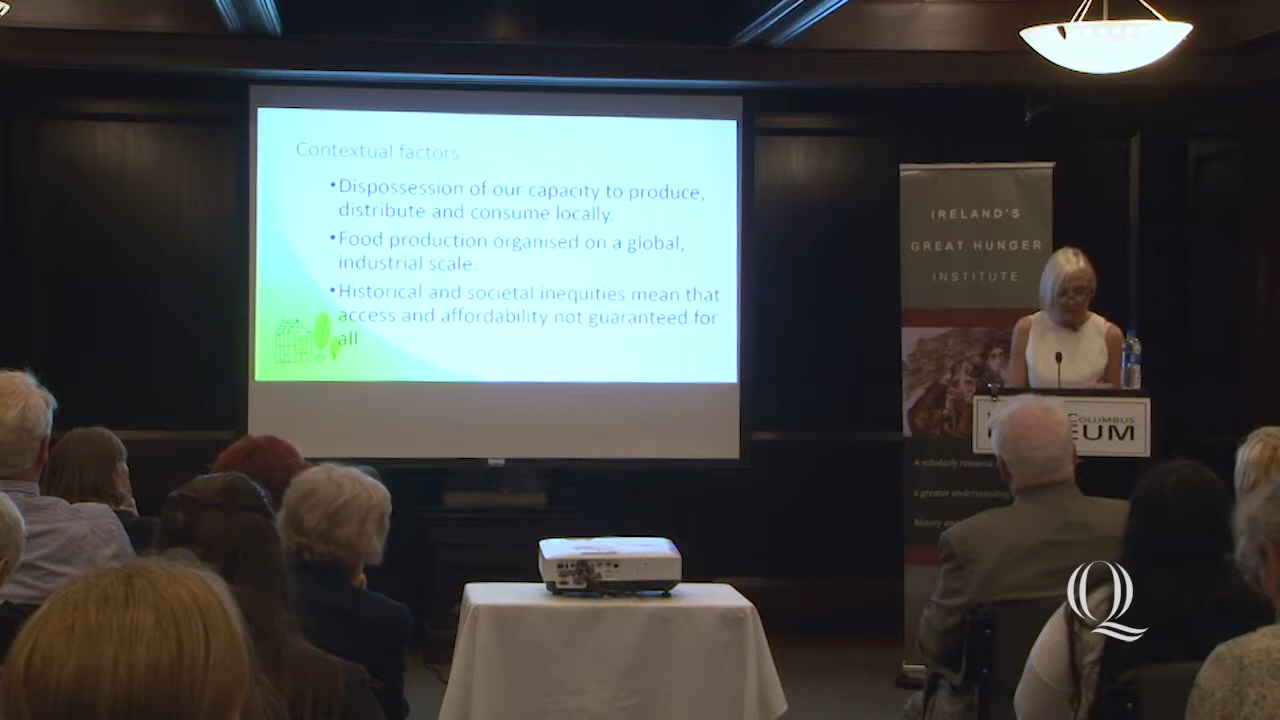 Contextual factors
•Dispossession of our capacity to produce,
distribute and consume locally.
•Food production organised on a global,
industrial scale.
•Historical and societal inequities mean that
access and affordability not guaranteed for
all
IRELAND'S
GREAT HUNGER
INSTITUTE
COLUMBUS
A scholarly resource
a greater understanding
history and
Q